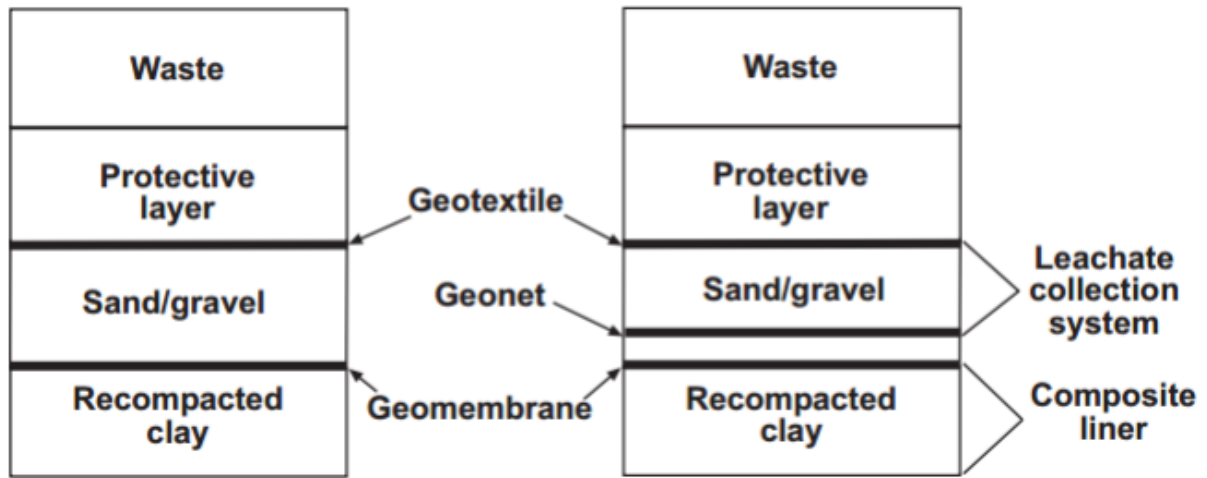 Waste
Protective
layer
Sand/gravel
Recompacted
clay
Geotextile
Geonet
Geomembrane
Waste
Protective
layer
Sand/gravel
Recompacted
clay
Leachate
collection
system
Composite
liner